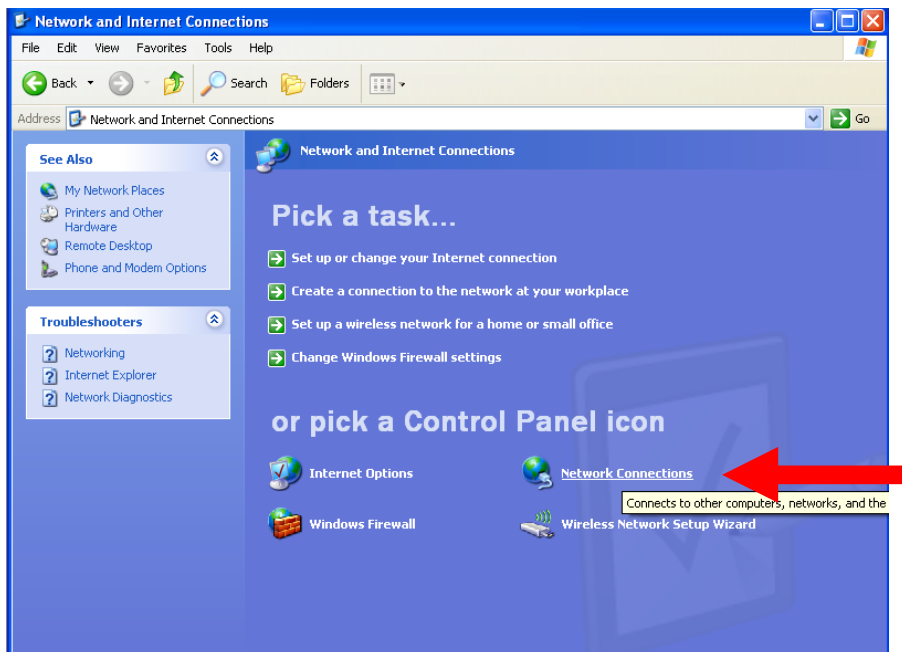 Network and Internet Connections
File Edit View Favorites Tools Help
Back Search Folders
Address Network and Internet Connections Go
See Also
My Network Places
Printers and Other
Hardware
Remote Desktop
Phone and Modem Options
Troubleshooters
Networking
Internet Explorer
Network Diagnostics
Network and Internet Connections
Pick a task...
Set up or change your Internet connection
Create a connection to the network at your workplace
Set up a wireless network for a home or small office
Change Windows Firewall settings
or pick a Control Panel icon
Internet Options
Network Connections
Connects to other computers, networks, and the
Windows Firewall
Wireless Network Setup Wizard